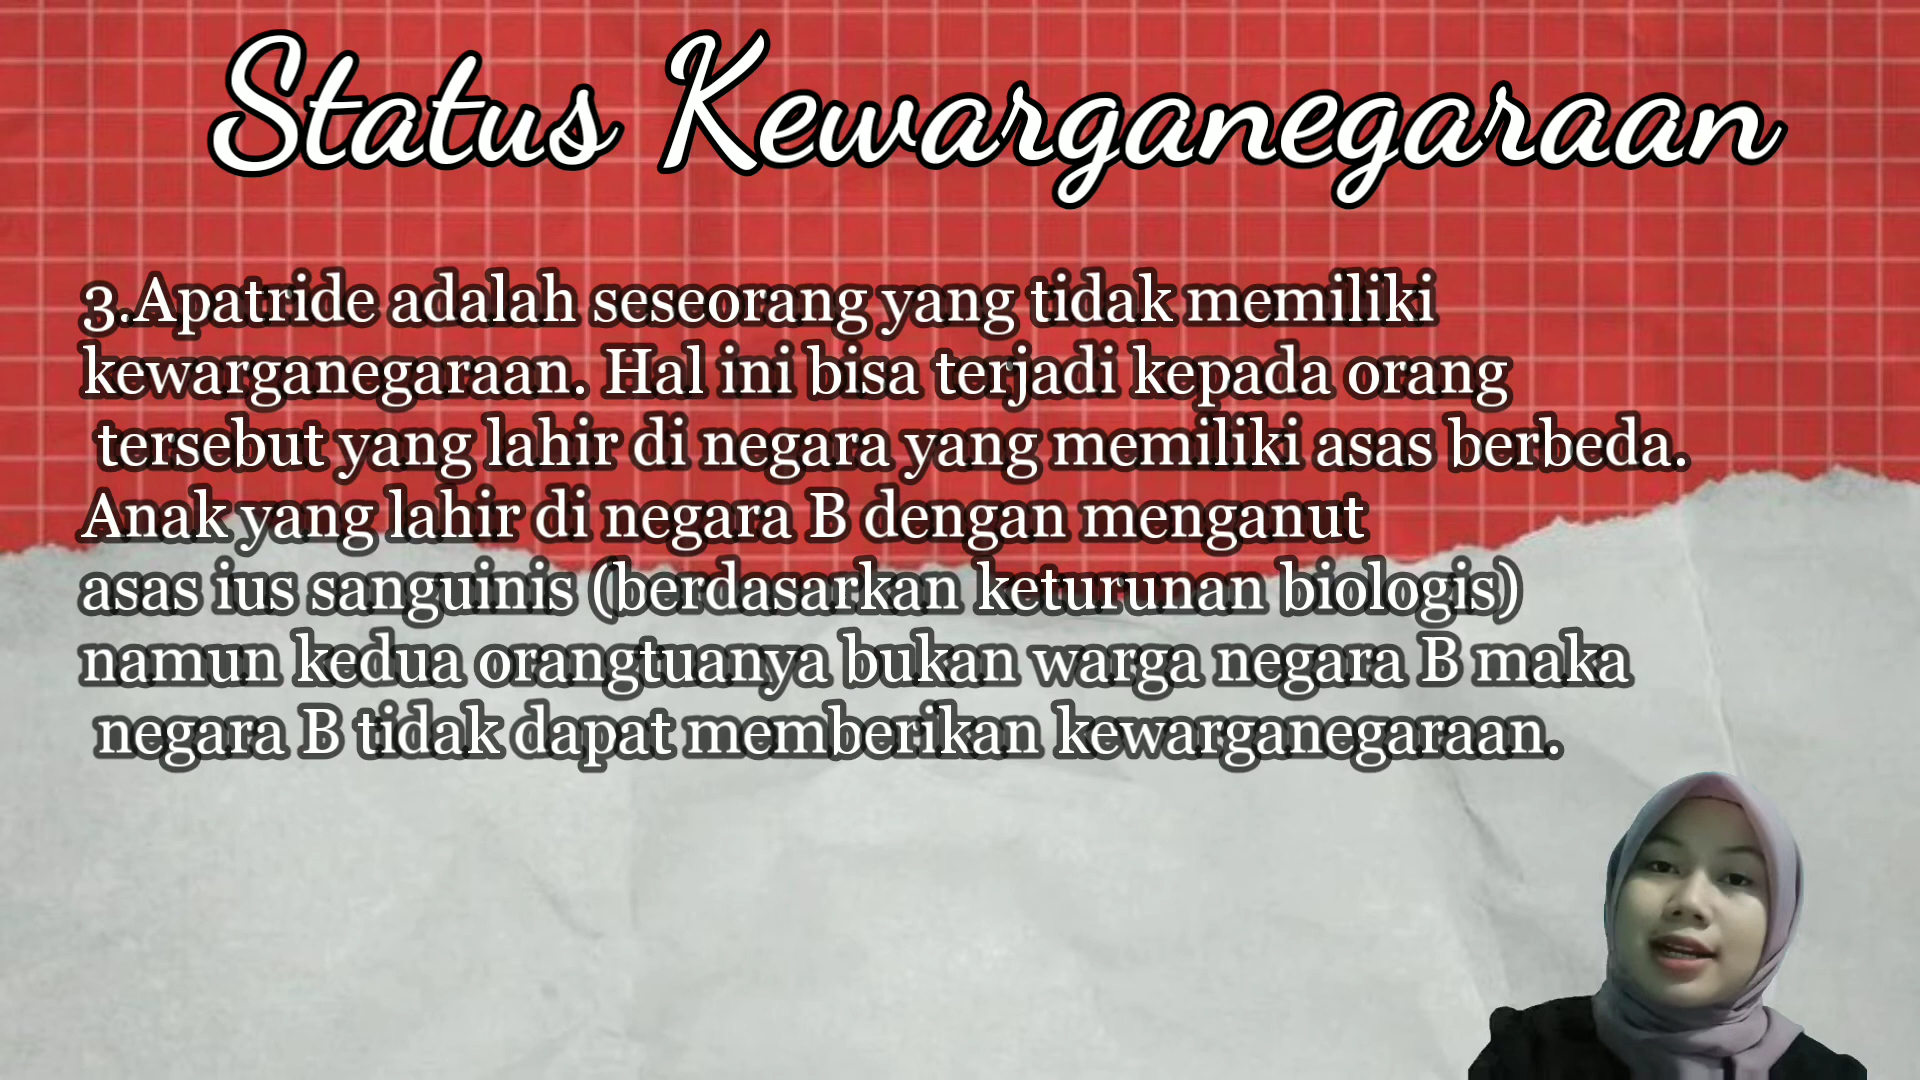 Status Kewarganegaraan
3.Apatride adalah seseorang yang tidak memiliki
kewarganegaraan. Hal ini bisa terjadi kepada orang
tersebut yang lahir di negara yang memiliki asas berbeda.
Anak yang lahir di negara B dengan menganut
asas ius sanguinis (berdasarkan keturunan biologis)
namun kedua orangtuanya bukan warga negara B maka
negara B tidak dapat memberikan kewarganegaraan.